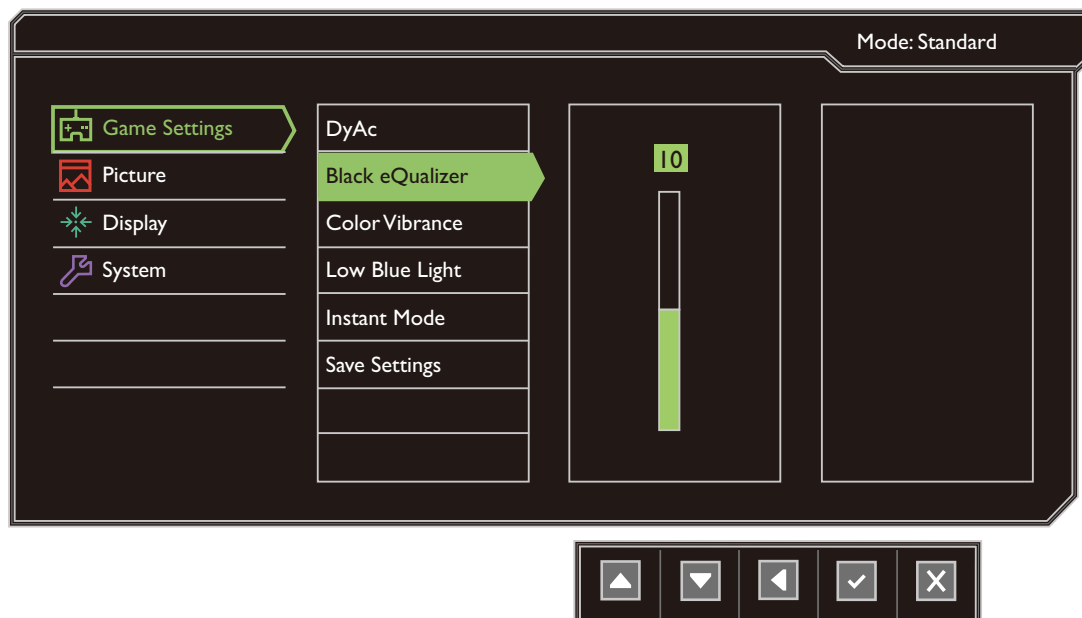 Mode: Standard
Game Settings
Picture
Display
System
DyAc
Black eQualizer
Color Vibrance
Low Blue Light
Instant Mode
Save Settings
10